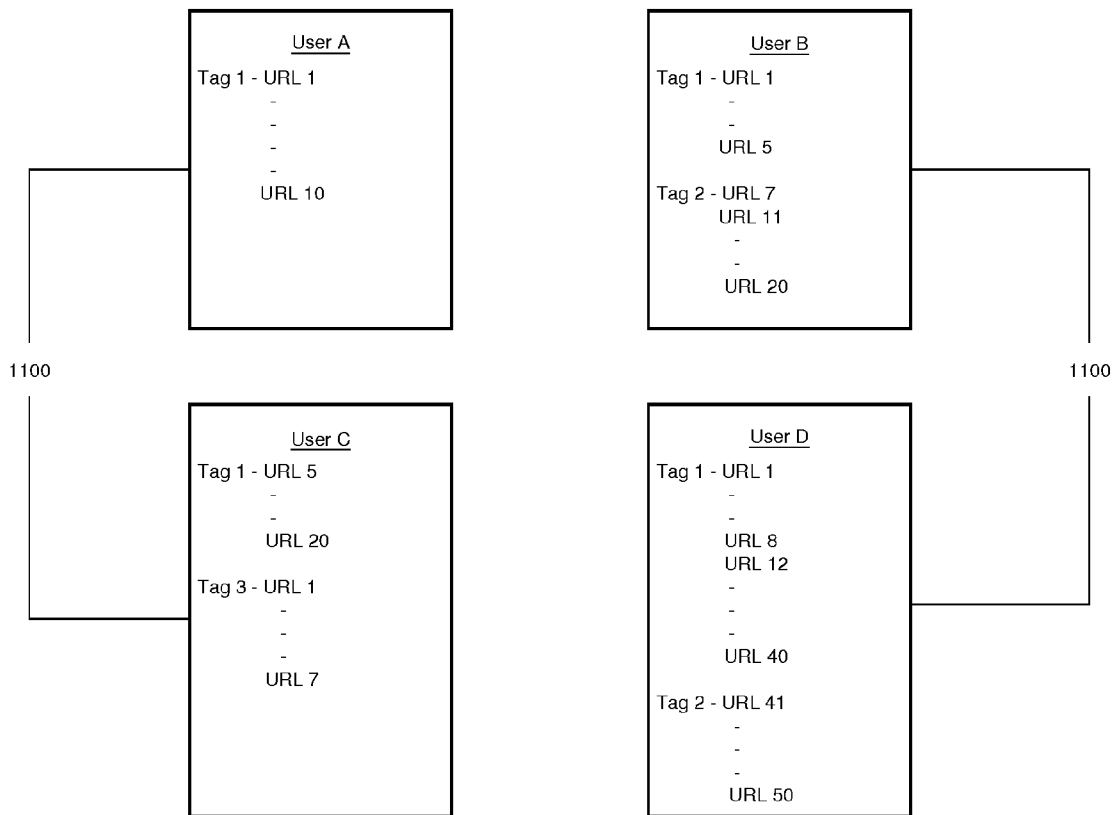 User A
Tag 1 - URL 1
-
-
-
-
URL 10
User B
Tag 1 - URL 1
-
-
URL 5
Tag 2 - URL 7
URL 11
-
-
URL 20
1100
1100
User C
Tag 1 - URL 5
-
-
URL 20
Tag 3 - URL 1
-
-
-
URL 7
User D
Tag 1 - URL 1
-
-
URL 8
URL 12
-
-
-
URL 40
Tag 2 - URL 41
-
-
-
URL 50